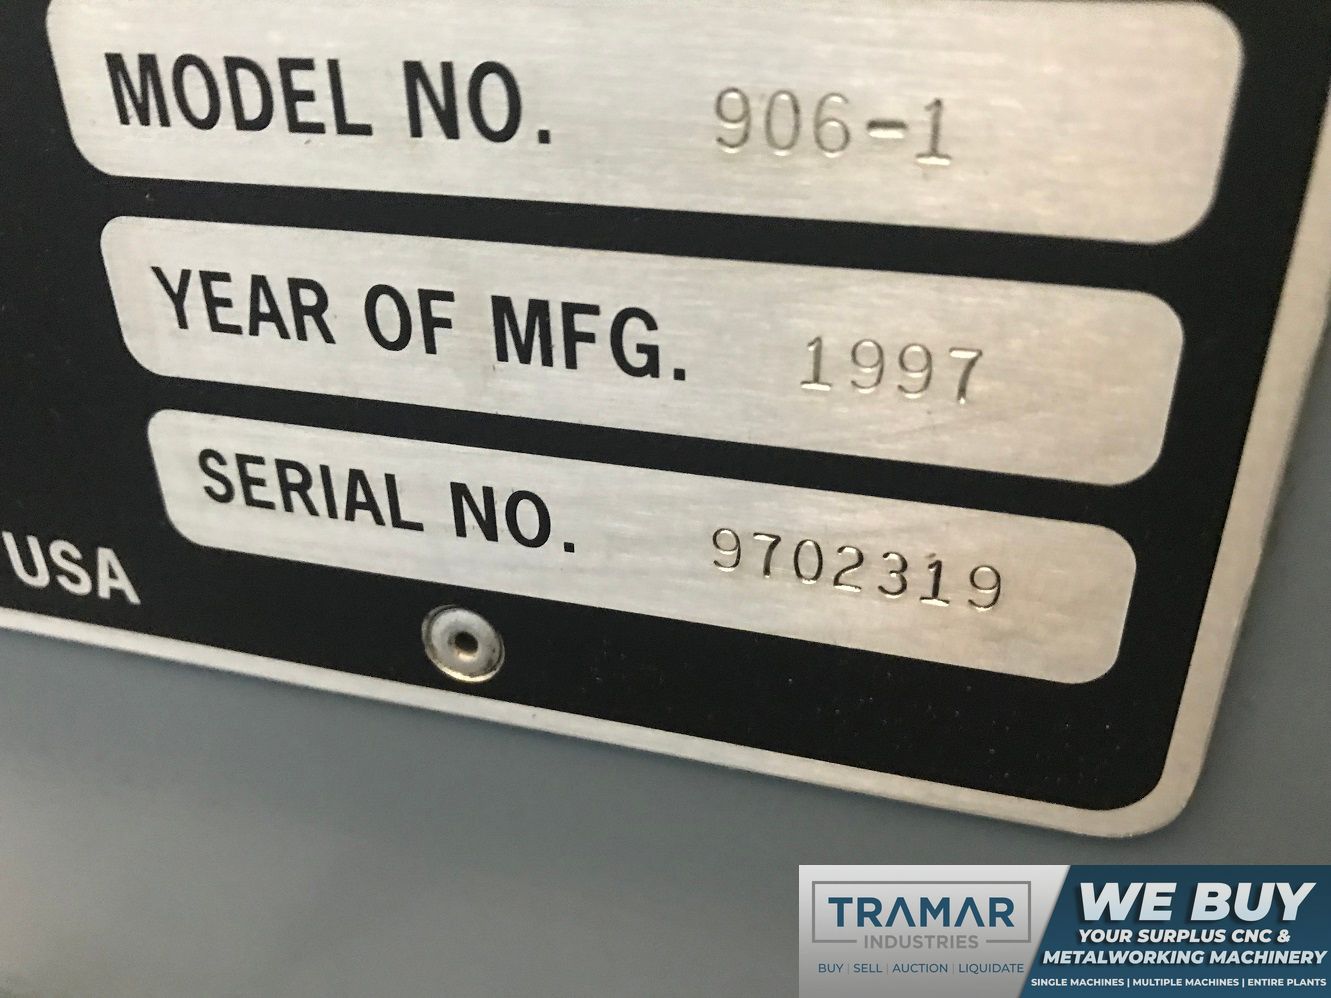 MODEL NO. 906-1
YEAR OF MFG. 1997
SERIAL NO. 9702319
USA
TRAMAR
INDUSTRIES
BUY | SELL | AUCTION | LIQUIDATE
WE BUY
YOUR SURPLUS CNC &
METALWORKING MACHINERY
SINGLE MACHINES | MULTIPLE MACHINES | ENTIRE PLANTS